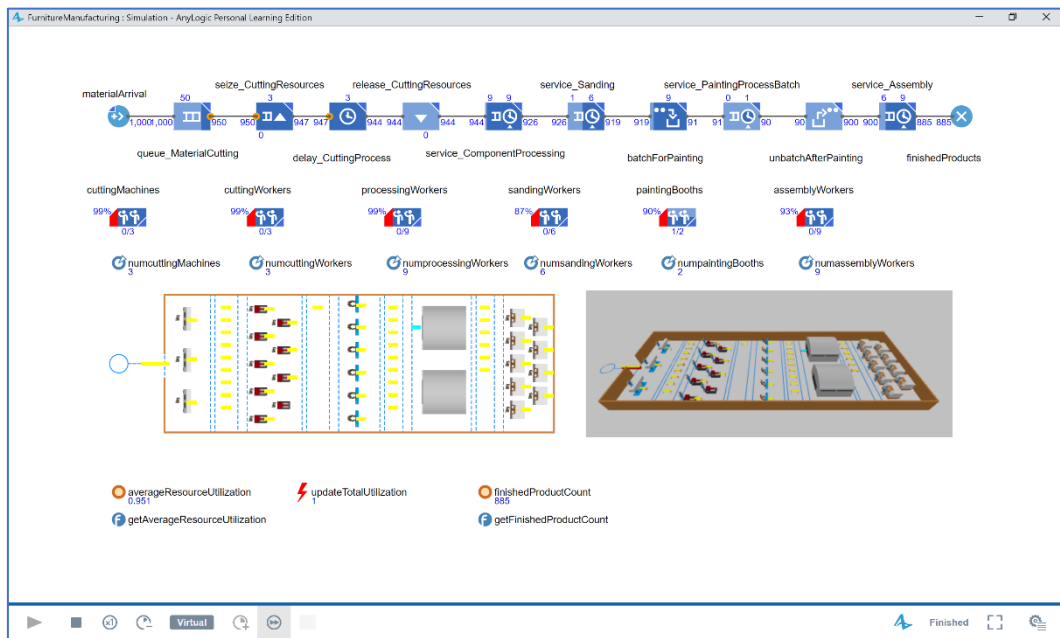 FurnitureManufacturing : Simulation - AnyLogic Personal Learning Edition
seize_CuttingResources release_CuttingResources service_Sanding service_PaintingProcessBatch service_Assembly
materialArrival 50 3 3 9 9 1 6 9 0 1 6 9
1,000 1,000 960 950 947 947 944 944 944 944 926 926 919 919 91 91 90 90 900 900 885 885
0 0
queue_MaterialCutting delay_CuttingProcess service_ComponentProcessing batchForPainting unbatchAfterPainting finishedProducts
cuttingMachines cuttingWorkers processingWorkers sandingWorkers paintingBooths assemblyWorkers
99% 99% 99% 87% 90% 93%
0/3 0/3 0/9 0/6 1/2 0/9
numcuttingMachines numcuttingWorkers numprocessingWorkers numsandingWorkers numpaintingBooths numassemblyWorkers
3 3 9 6 2 9
averageResourceUtilization updateTotalUtilization finishedProductCount
0.951 1 885
F getAverageResourceUtilization F getFinishedProductCount
x1 Virtual Finished